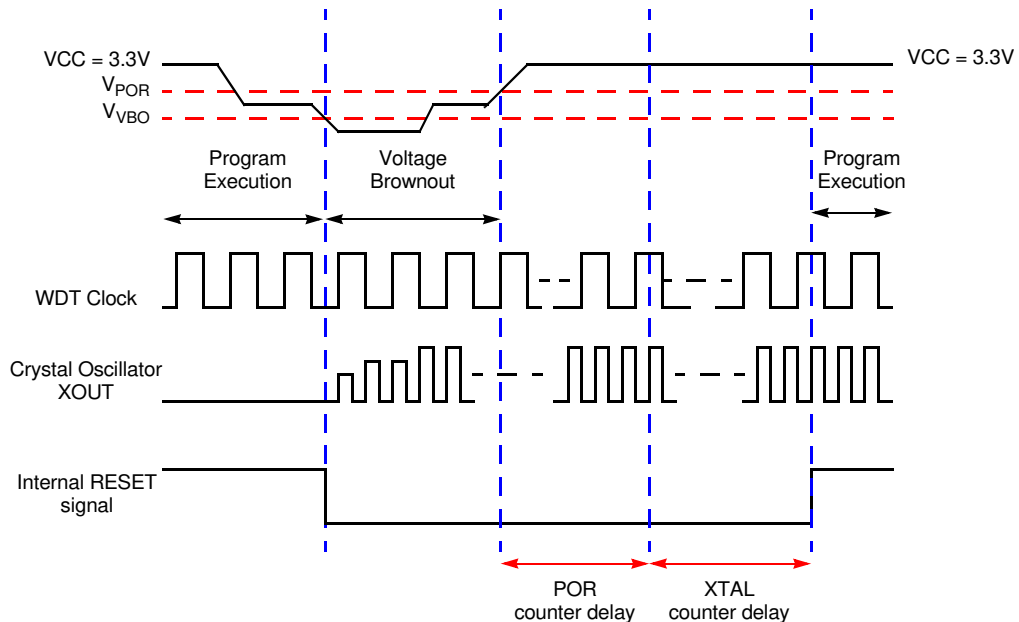 VCC = 3.3V
VCC = 3.3V
VPOR
VVBO
Program
Execution
Voltage
Brownout
Program
Execution
WDT Clock
Crystal Oscillator
XOUT
Internal RESET
signal
POR
counter delay
XTAL
counter delay